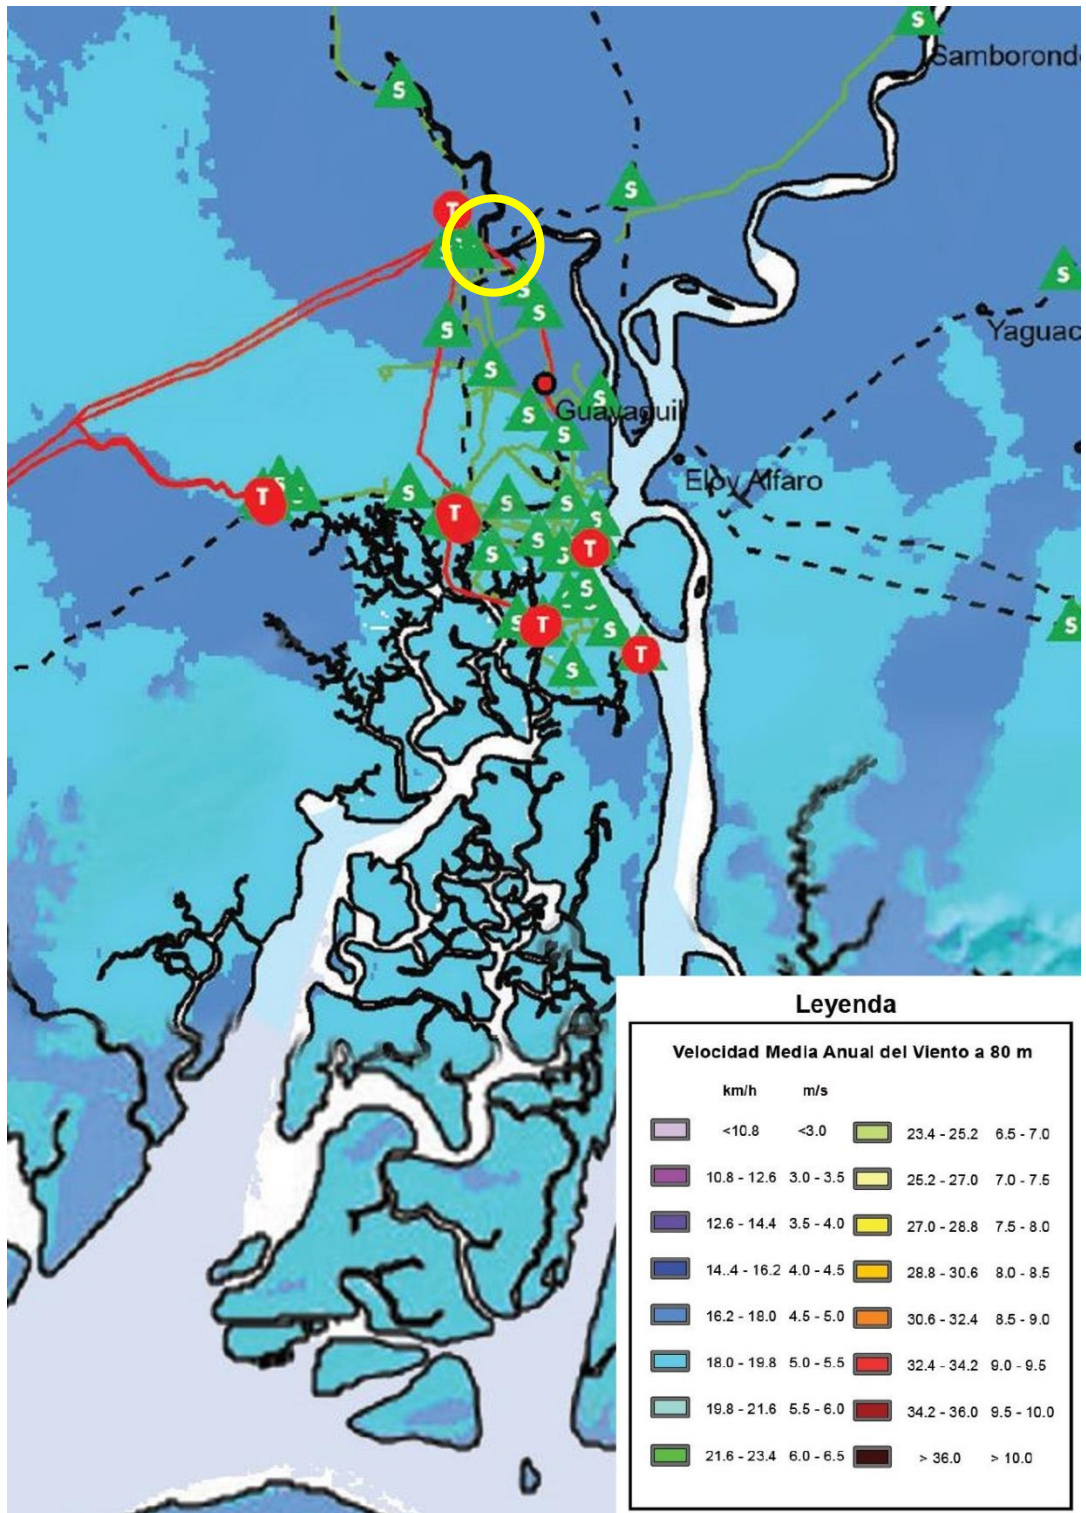 S
Samborond
S
S
T
S
S
S
S
S
S
S
Yaguac
S
S
Guayaquil
S
S
Eloy Alfaro
S
T
S
S
T
S
S
S
S
S
T
S
S
S
T
S
S
T
S
Leyenda
Velocidad Media Anual del Viento a 80 m
km/h m/s
<10.8 <3.0 23.4 - 25.2 6.5 - 7.0
10.8 - 12.6 3.0 - 3.5 25.2 - 27.0 7.0 - 7.5
12.6 - 14.4 3.5 - 4.0 27.0 - 28.8 7.5 - 8.0
14..4 - 16.2 4.0 - 4.5 28.8 - 30.6 8.0 - 8.5
16.2 - 18.0 4.5 - 5.0 30.6 - 32.4 8.5 - 9.0
18.0 - 19.8 5.0 - 5.5 32.4 - 34.2 9.0 - 9.5
19.8 - 21.6 5.5 - 6.0 34.2 - 36.0 9.5 - 10.0
21.6 - 23.4 6.0 - 6.5 > 36.0 > 10.0